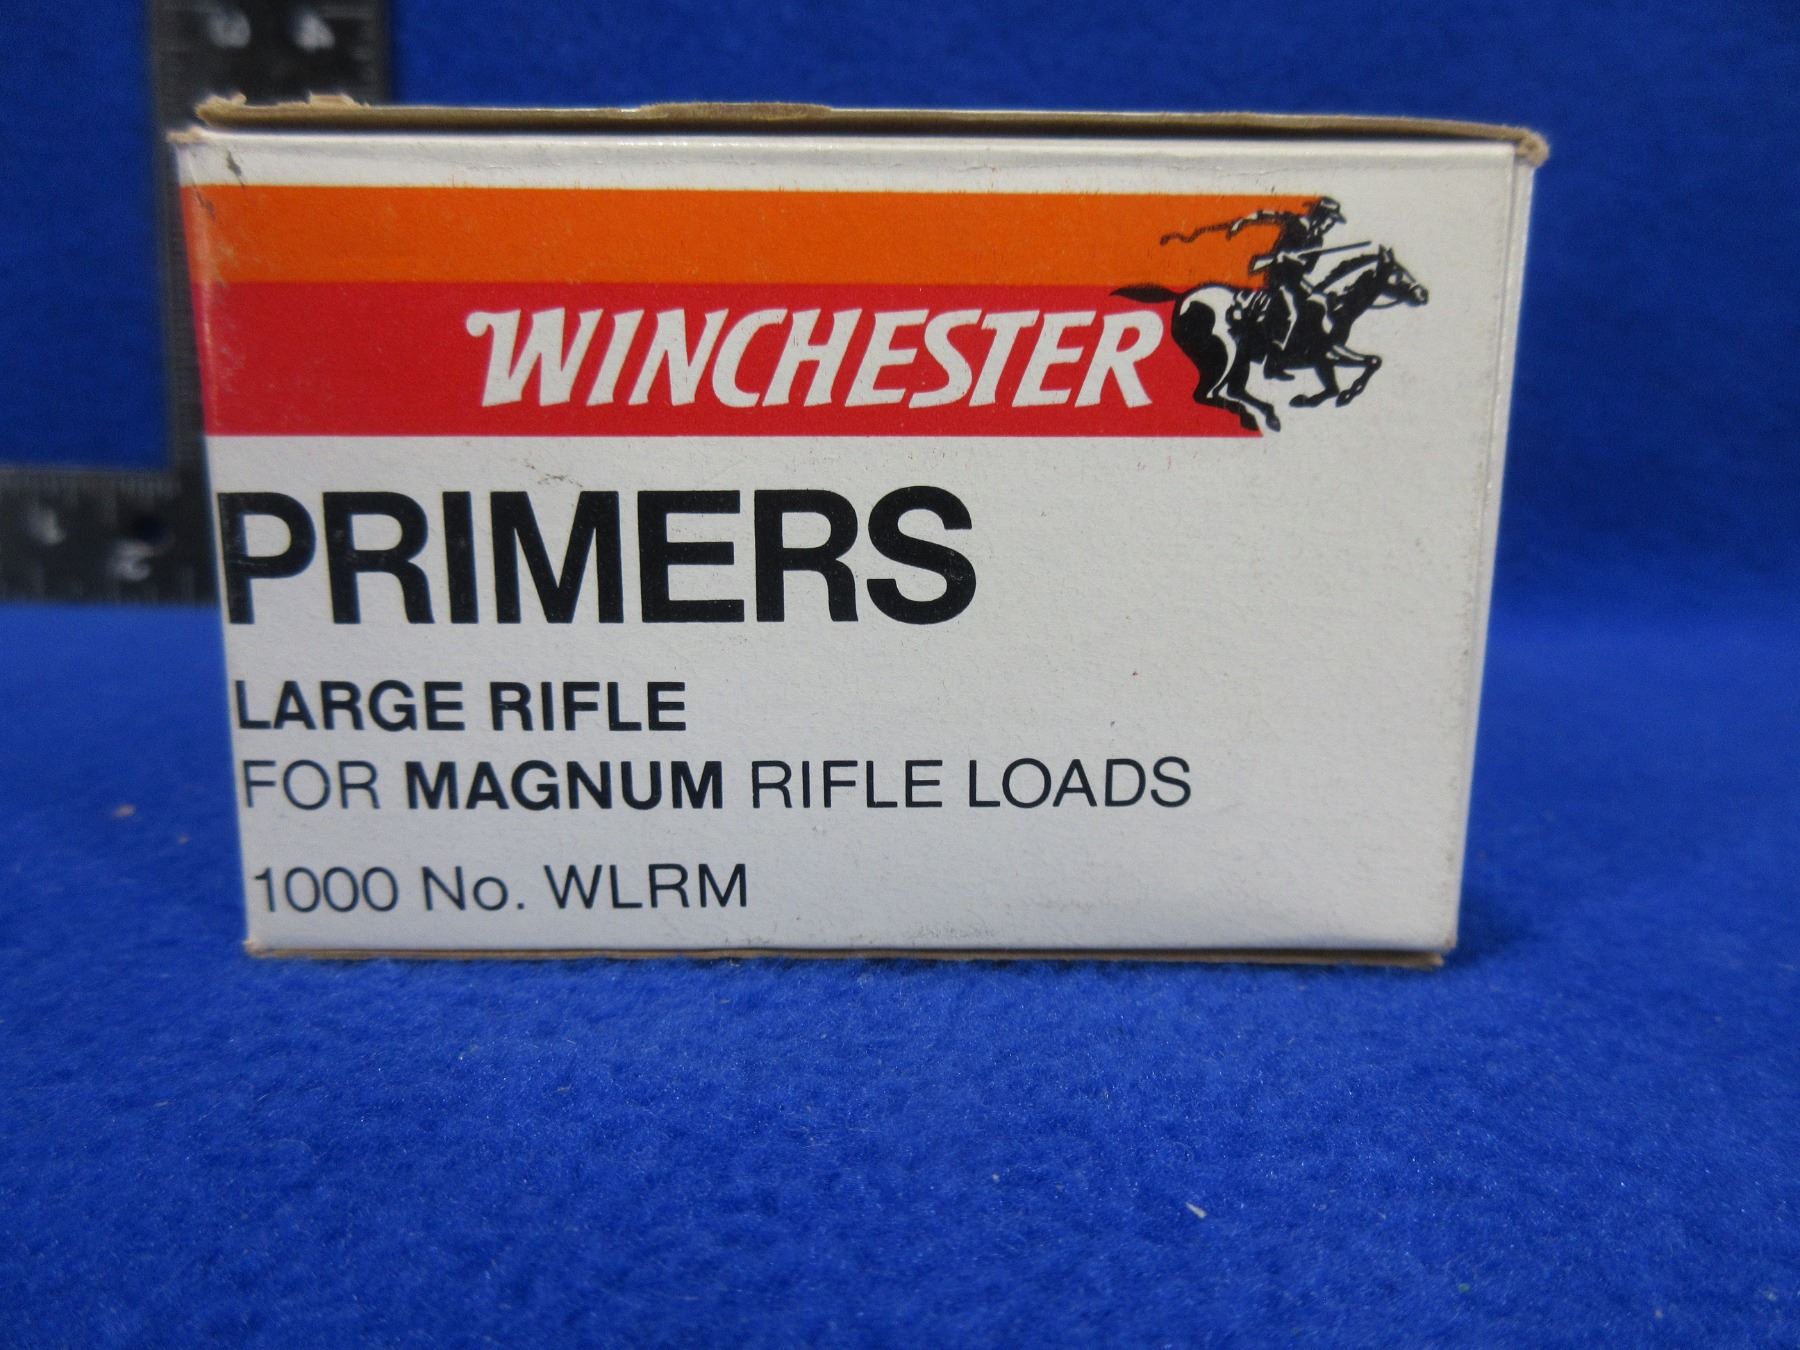 WINCHESTER
PRIMERS
LARGE RIFLE
FOR MAGNUM RIFLE LOADS
1000 No. WLRM